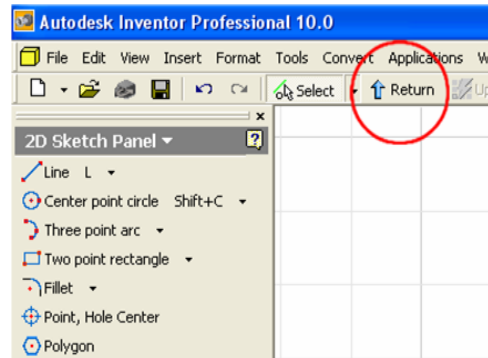 Autodesk Inventor Professional 10.0
File Edit View Insert Format Tools Convert Applications W
Select Return Up
2D Sketch Panel
Line L
Center point circle Shift+C
Three point arc
Two point rectangle
Fillet
Point, Hole Center
Polygon